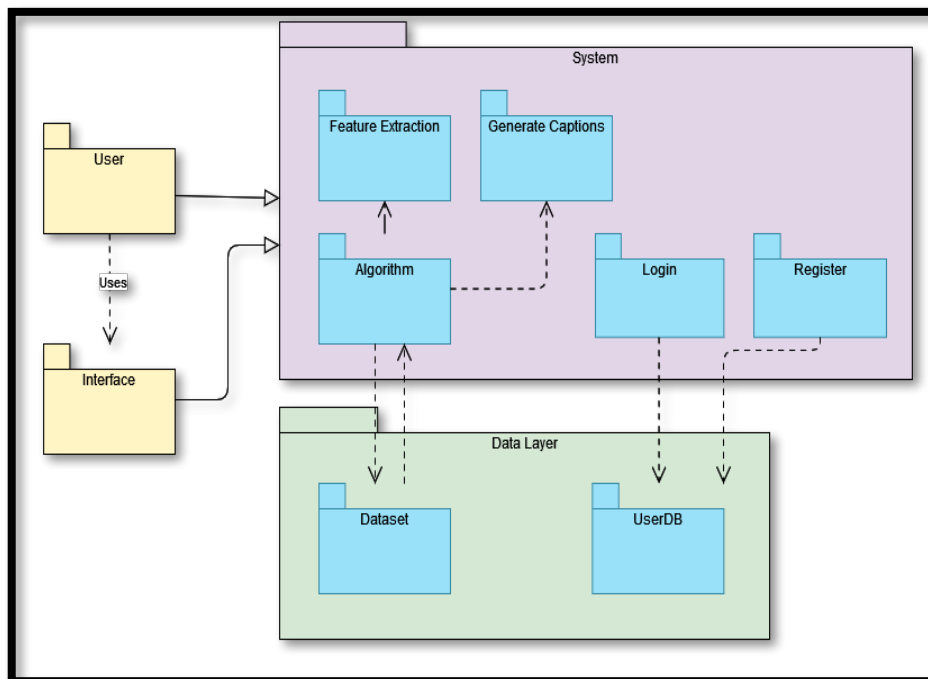 System
Feature Extraction
Generate Captions
User
Uses
Algorithm
Login
Register
Interface
Data Layer
Dataset
UserDB